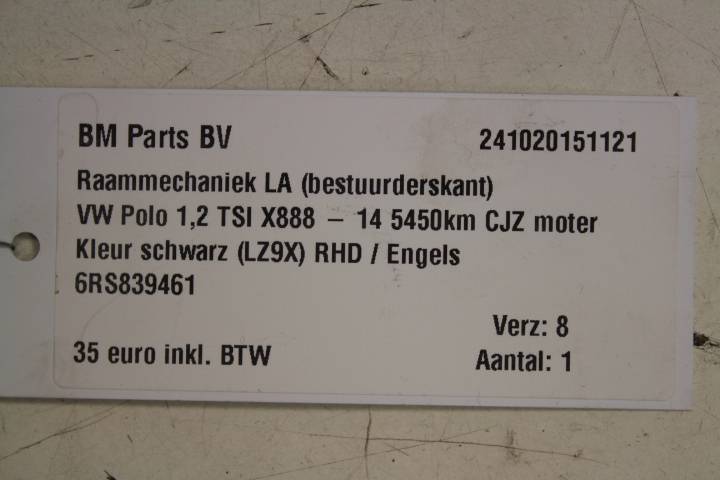 BM Parts BV 241020151121
Raammechaniek LA (bestuurderskant)
VW Polo 1,2 TSI X888 – 14 5450km CJZ moter
Kleur schwarz (LZ9X) RHD / Engels
6RS839461
Verz: 8
35 euro inkl. BTW Aantal: 1